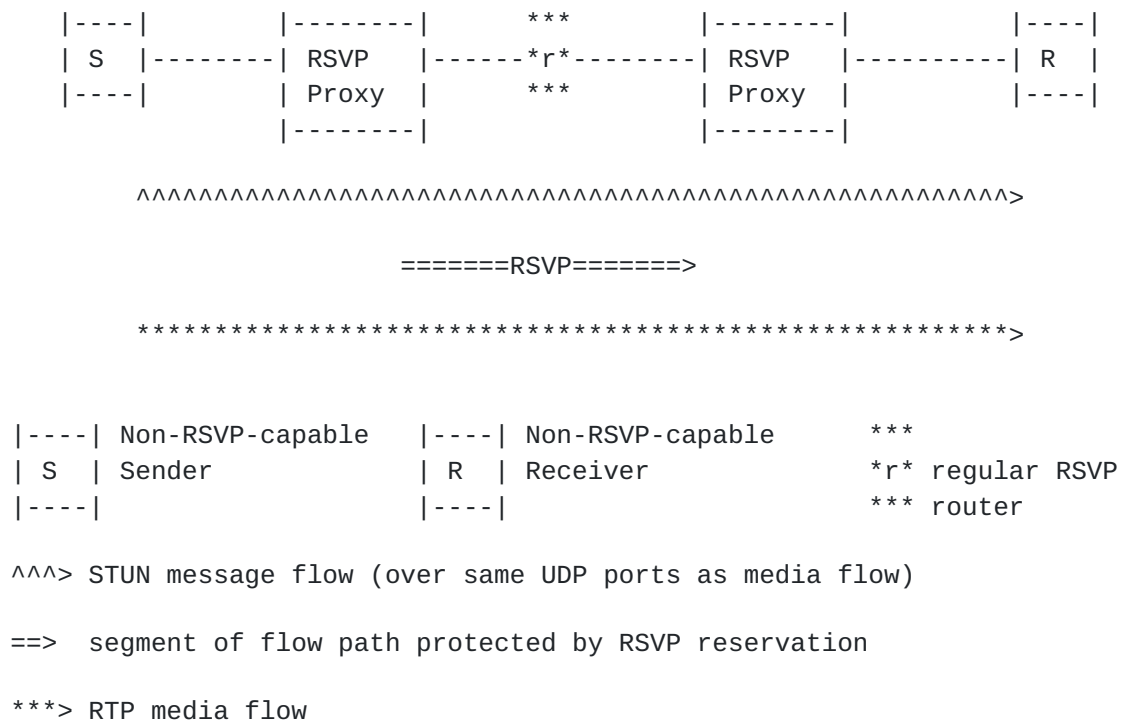 |----|         |--------|      ***        |--------|          |----|
| S  |--------| RSVP   |------*r*--------| RSVP   |----------| R  |
|----|         | Proxy  |      ***        | Proxy  |          |----|
|--------|                 |--------|
^^^^^^^^^^^^^^^^^^^^^^^^^^^^^^^^^^^^^^^^^^^^^^^^^^^^^^^^>
=======RSVP=======>
********************************************************>
|----| Non-RSVP-capable   |----| Non-RSVP-capable      ***
| S  | Sender             | R  | Receiver              *r* regular RSVP
|----|                    |----|                       *** router
^^^> STUN message flow (over same UDP ports as media flow)
==>  segment of flow path protected by RSVP reservation
***> RTP media flow